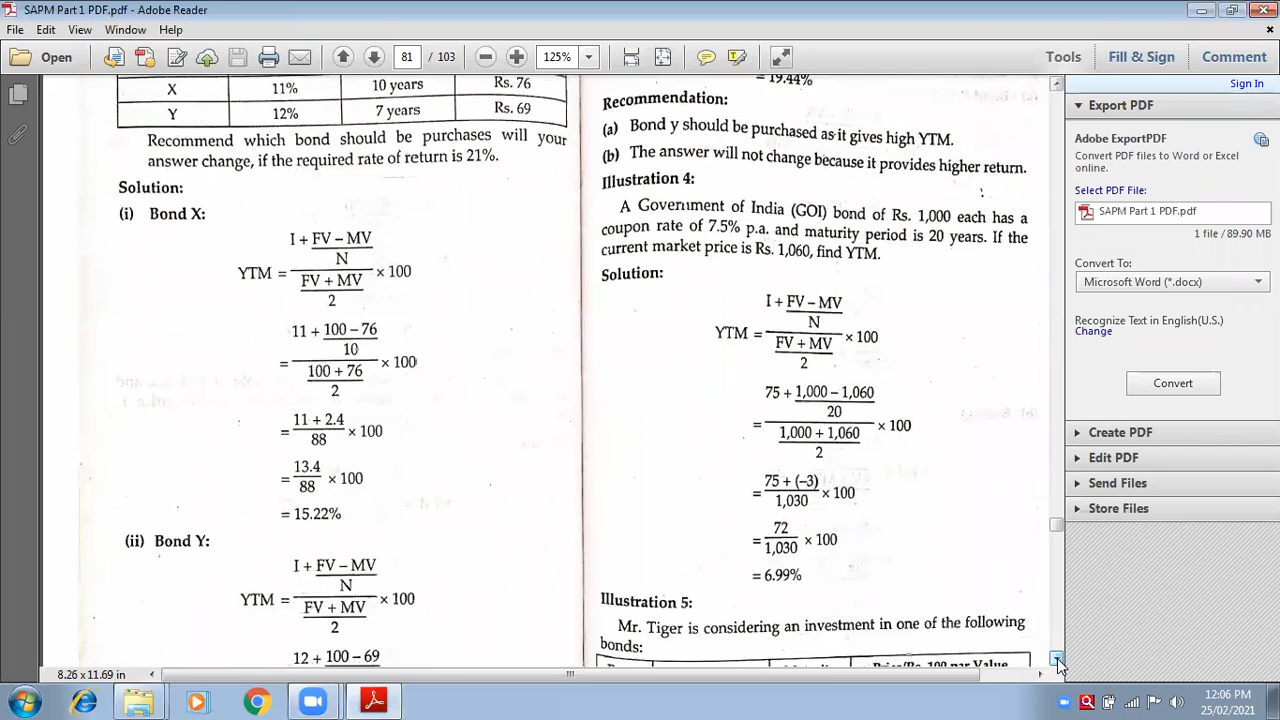 SAPM Part 1 PDF.pdf - Adobe Reader
File Edit View Window Help
Open 81 / 103 125% Tools Fill & Sign Comment
Sign In
X 11% 10 years Rs. 76
Y 12% 7 years Rs. 69
Recommend which bond should be purchases will your
answer change, if the required rate of return is 21%.
Solution:
(i) Bond X:
I + FV – MV
N
YTM = × 100
FV + MV
2
11 + 100 – 76
10
= × 100
100 + 76
2
11 + 2.4
= × 100
88
13.4
= × 100
88
= 15.22%
(ii) Bond Y:
I + FV – MV
N
YTM = × 100
FV + MV
2
12 + 100 – 69
= 19.44%
Recommendation:
(a) Bond y should be purchased as it gives high YTM.
(b) The answer will not change because it provides higher return.
Illustration 4:
A Government of India (GOI) bond of Rs. 1,000 each has a
coupon rate of 7.5% p.a. and maturity period is 20 years. If the
current market price is Rs. 1,060, find YTM.
Solution:
I + FV – MV
N
YTM = × 100
FV + MV
2
75 + 1,000 – 1,060
20
= × 100
1,000 + 1,060
2
75 + (–3)
= × 100
1,030
72
= × 100
1,030
= 6.99%
Illustration 5:
Mr. Tiger is considering an investment in one of the following
bonds:
Price/Rs. 100 par Value
Export PDF
Adobe ExportPDF
Convert PDF files to Word or Excel
online.
Select PDF File:
SAPM Part 1 PDF.pdf
1 file / 89.90 MB
Convert To:
Microsoft Word (*.docx)
Recognize Text in English(U.S.)
Change
Convert
Create PDF
Edit PDF
Send Files
Store Files
8.26 x 11.69 in
12:06 PM
25/02/2021